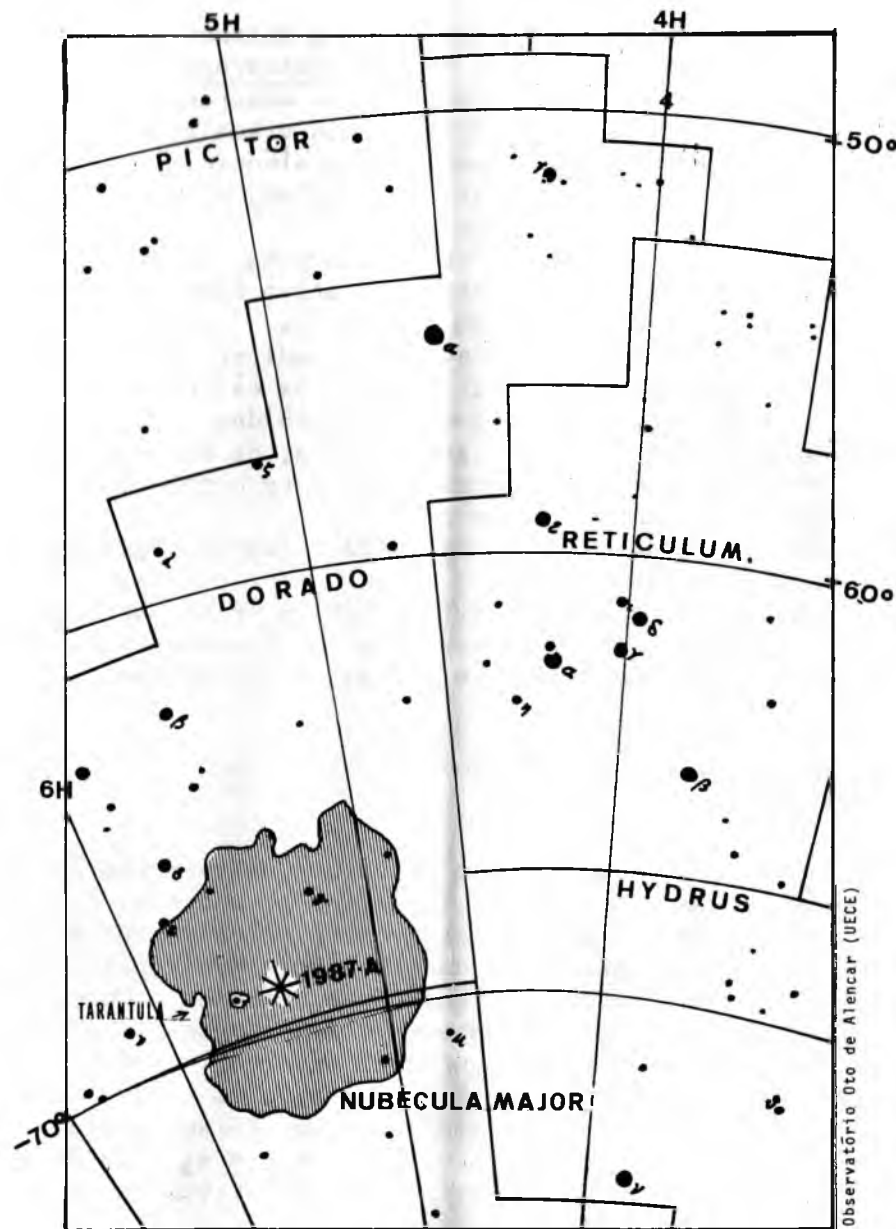 5H
4H
4
PICTOR
-50°
γ
α
ζ
λ
RETICULUM.
DORADO
-60°
δ
γ
α
η
β
β
6H
δ
HYDRUS
1987-A
TARANTULA
ν
μ
-70°
NUBECULA MAJOR
γ
Observatório Oto de Alencar (UECE)